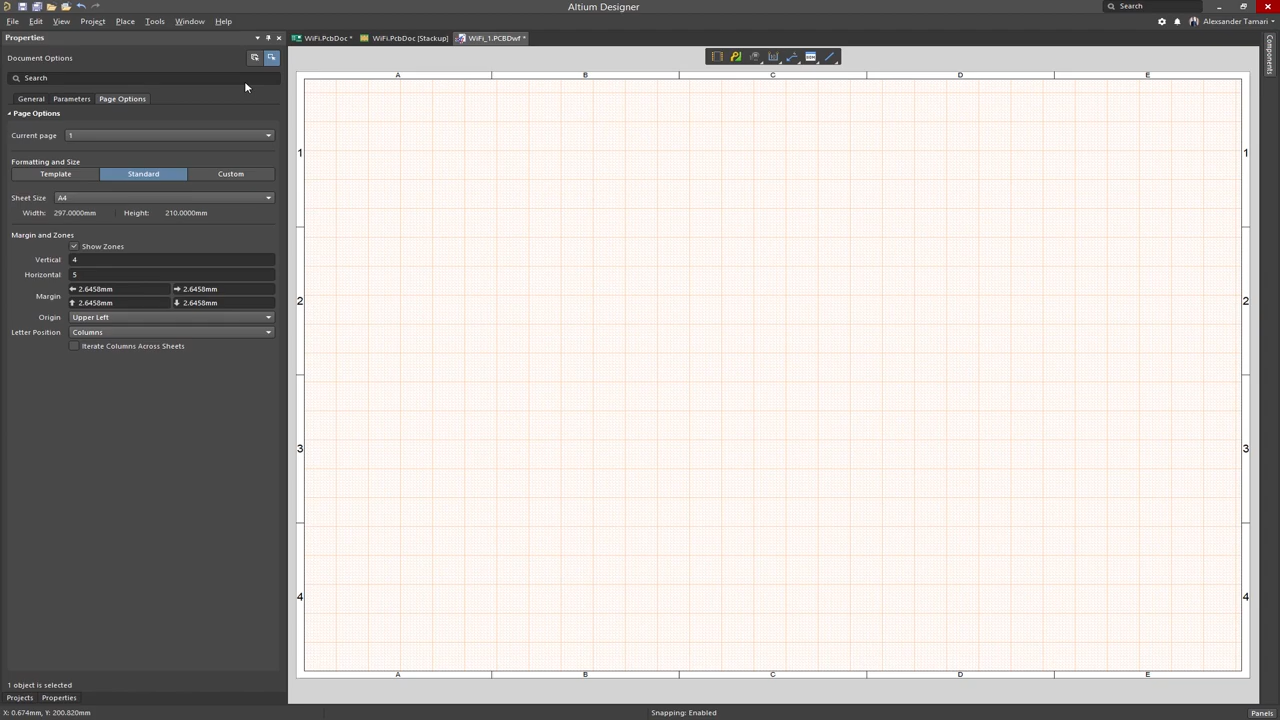 Altium Designer
Search
File Edit View Project Place Tools Window Help
Alexsander Tamari
Properties
WiFi.PcbDoc *
WiFi.PcbDoc [Stackup]
WiFi_1.PCBDwf *
Components
Document Options
Search
General Parameters Page Options
Page Options
Current page 1
Formatting and Size
Template Standard Custom
Sheet Size A4
Width: 297.0000mm Height: 210.0000mm
Margin and Zones
Show Zones
Vertical 4
Horizontal 5
Margin
2.6458mm 2.6458mm
2.6458mm 2.6458mm
Origin Upper Left
Letter Position Columns
Iterate Columns Across Sheets
A B C D E
1 1
2 2
3 3
4 4
A B C D E
1 object is selected
Projects Properties
X: 0.674mm, Y: 200.820mm
Snapping: Enabled
Panels